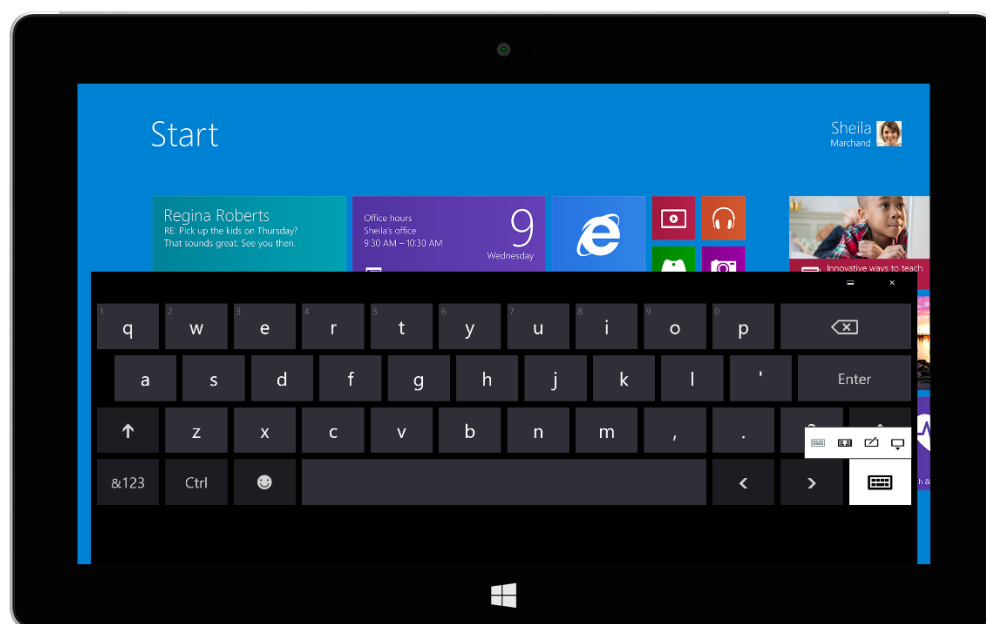 Start
Sheila
Marchand
Regina Roberts
RE: Pick up the kids on Thursday?
That sounds great. See you then.
Office hours
Sheila's office
9:30 AM – 10:30 AM
9
Wednesday
Innovative ways to teach
1 2 3 4 5 6 7 8 9 0
q w e r t y u i o p
a s d f g h j k l ' Enter
z x c v b n m , .
&123 Ctrl < >